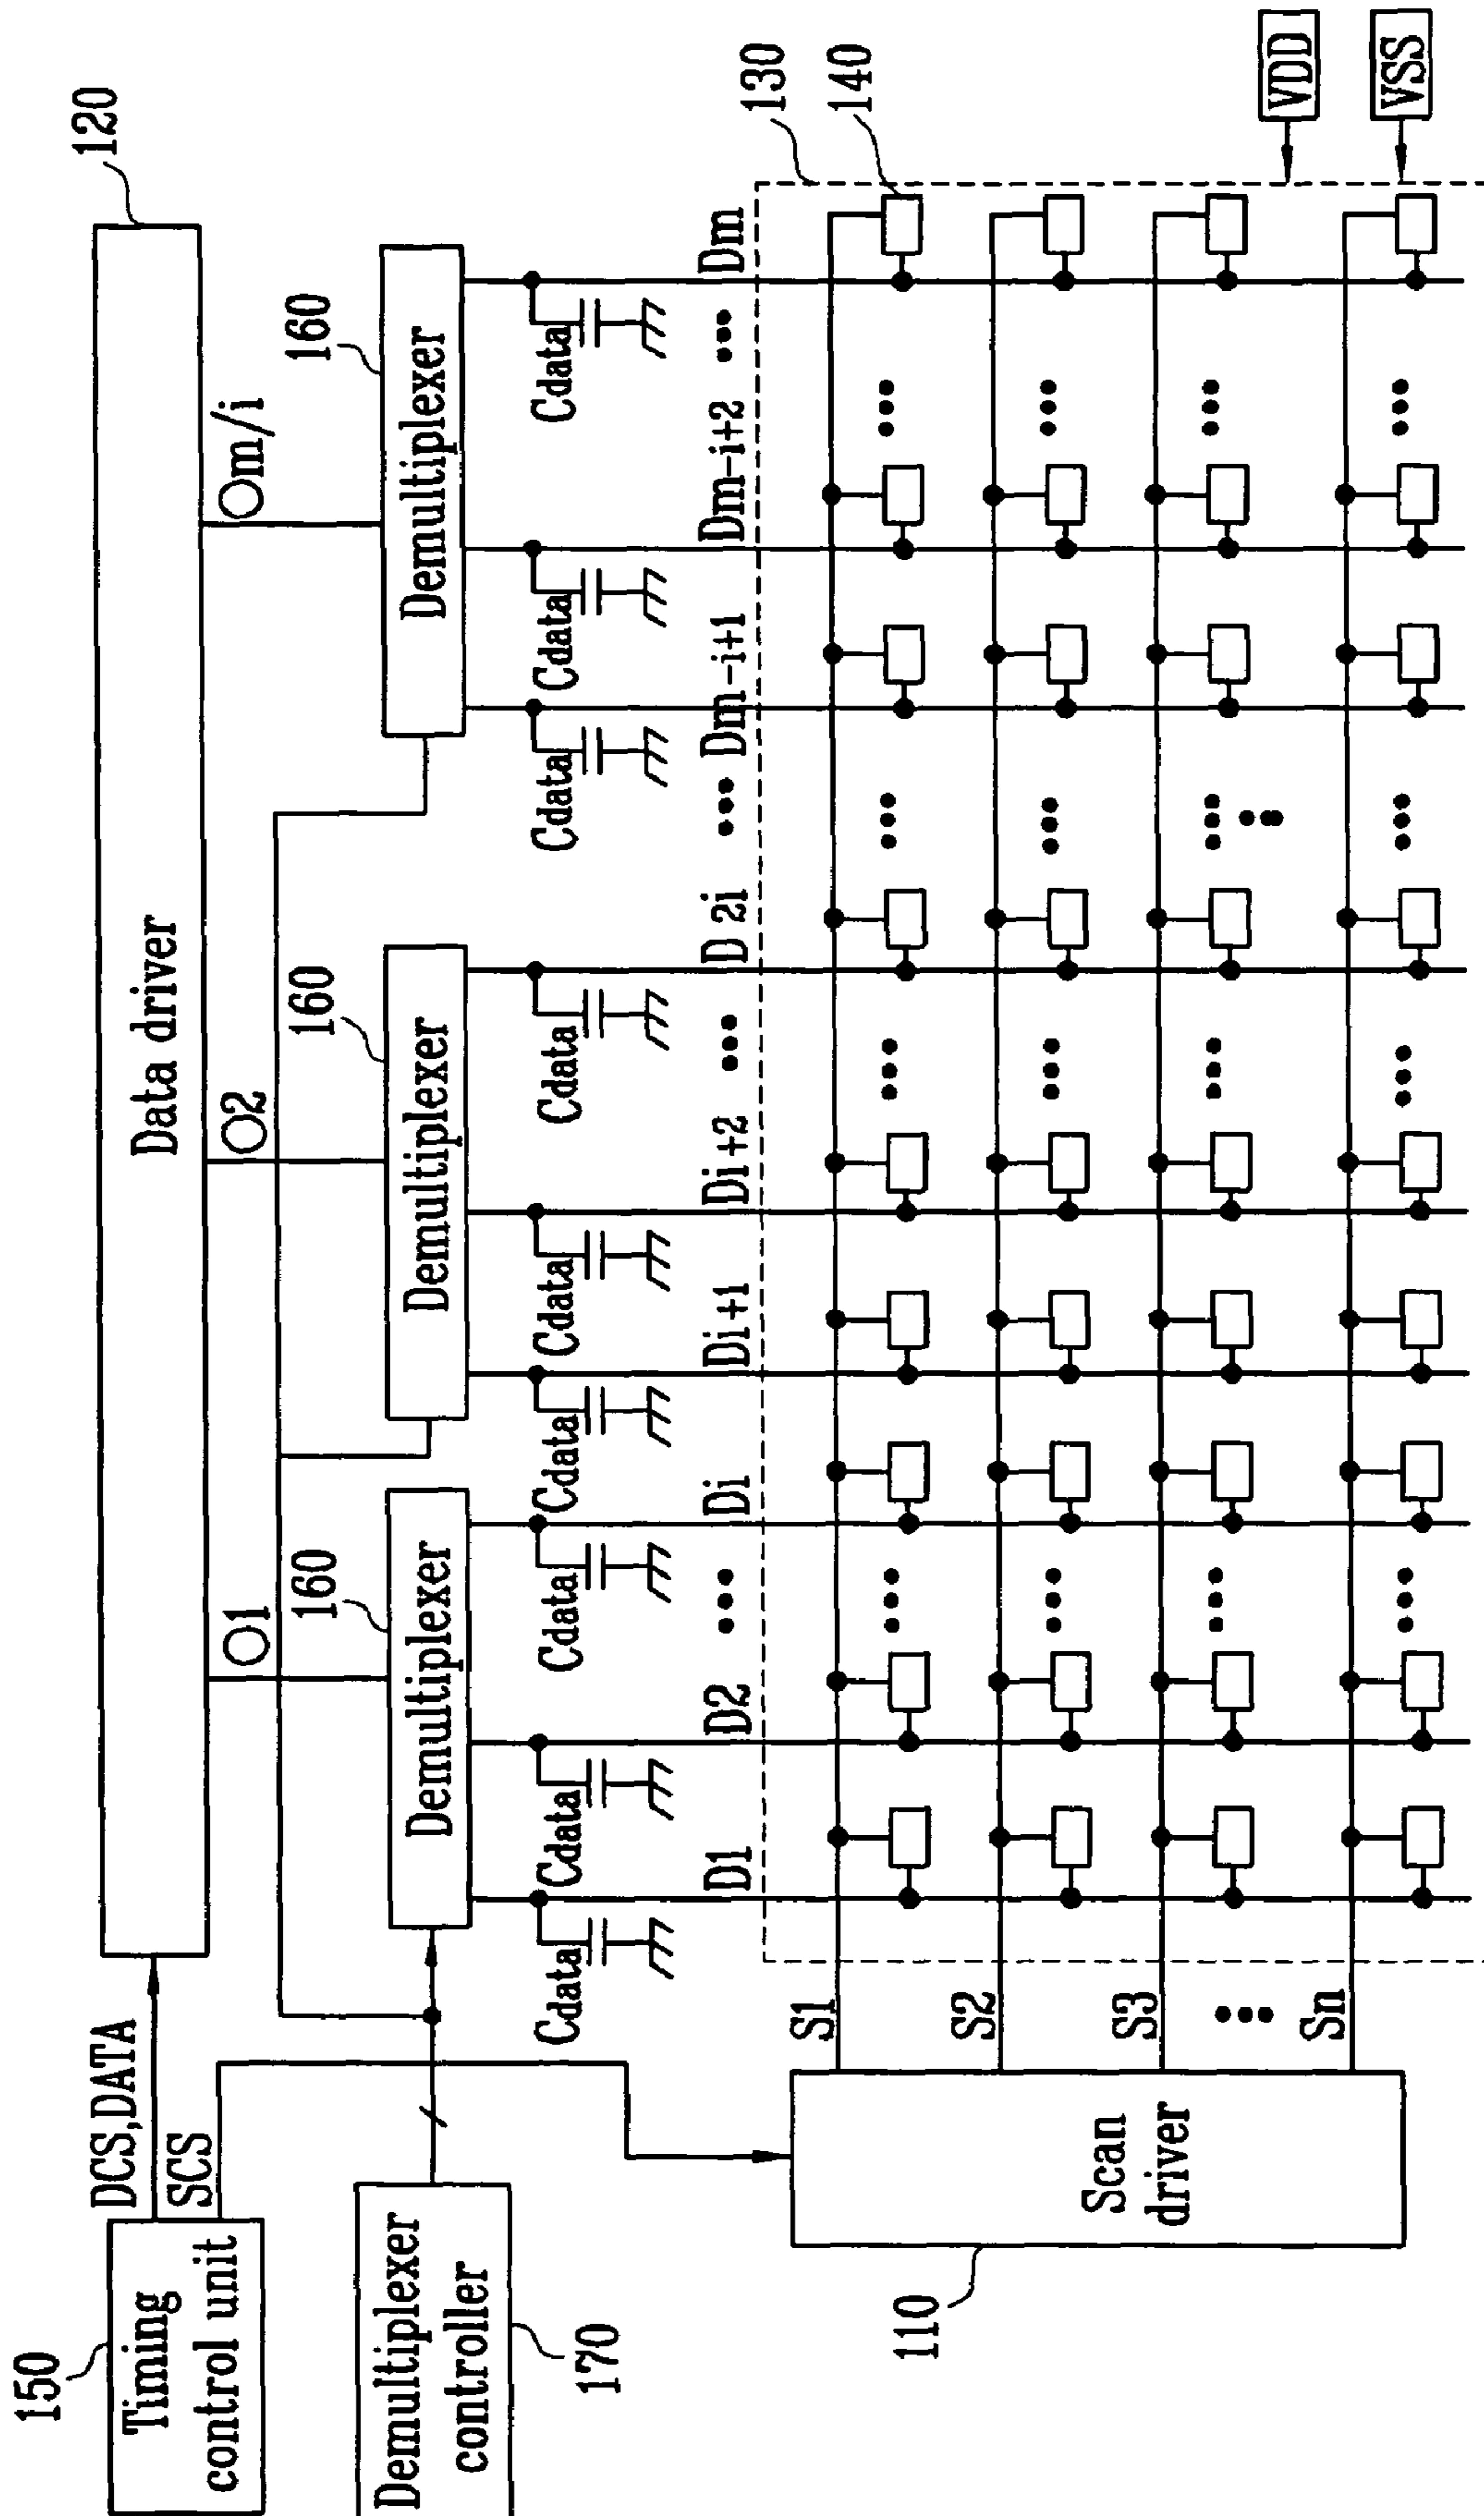 150
Timing
control unit
DCS,DATA
SCS
Data driver
120
Demultiplexer
controller
170
O1
O2
Om/i
160
160
160
Demultiplexer
Demultiplexer
Demultiplexer
Cdata
Cdata
Cdata
Cdata
Cdata
Cdata
Cdata
Cdata
Cdata
D1
D2
Di
Di+1
Di+2
D2i
Dm-i+1
Dm-i+2
Dm
130
140
S1
S2
S3
Sn
Scan
driver
110
VDD
VSS